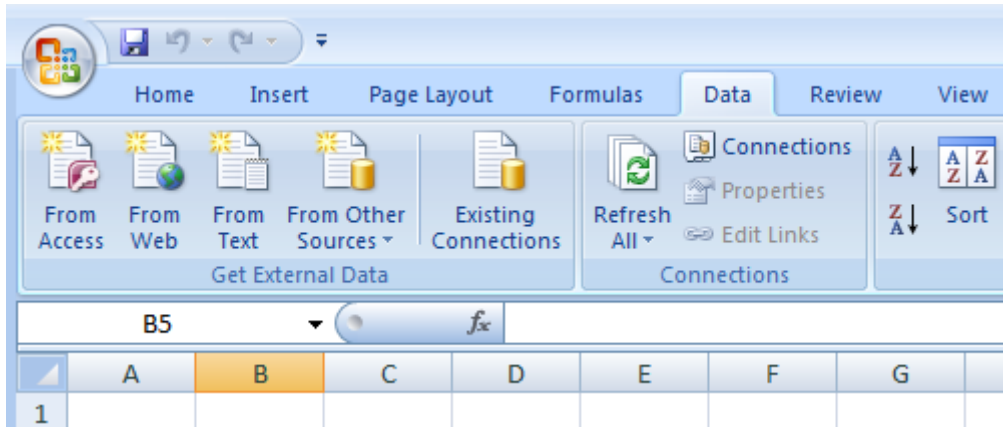 Home Insert Page Layout Formulas Data Review View
From Access
From Web
From Text
From Other Sources
Existing Connections
Get External Data
Refresh All
Connections
Properties
Edit Links
Connections
A Z
Z A
A Z
Z A
Sort
B5 fx
A B C D E F G
1